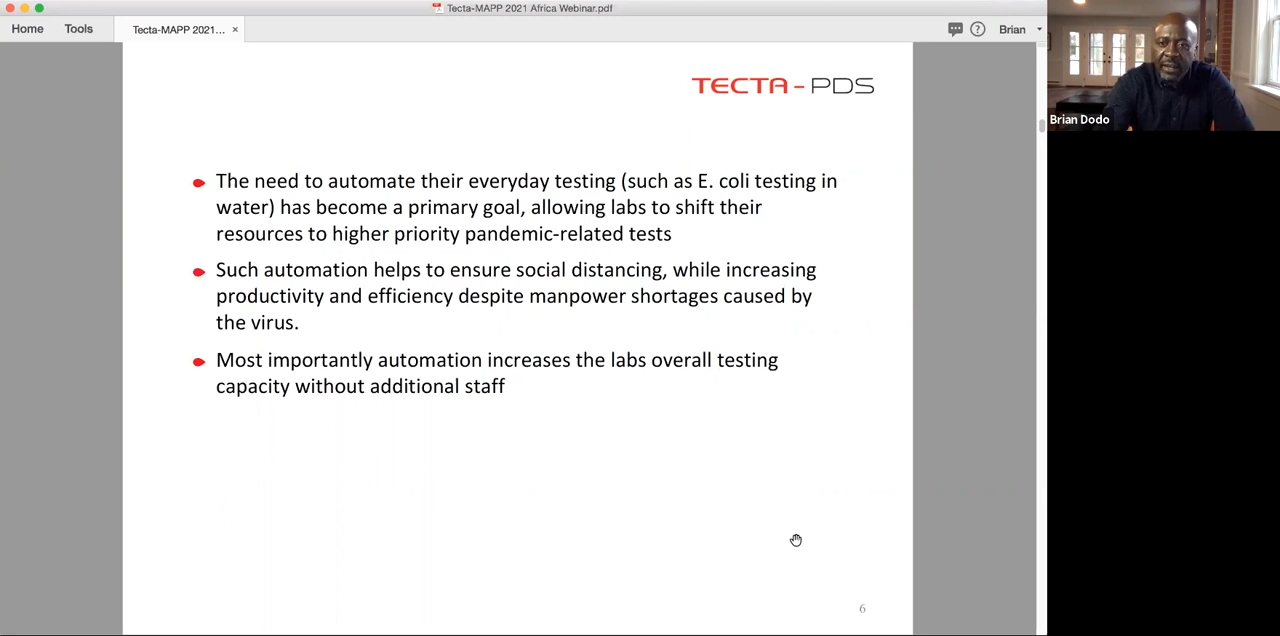 Tecta-MAPP 2021 Africa Webinar.pdf
Home Tools Tecta-MAPP 2021... × Brian
TECTA-PDS
The need to automate their everyday testing (such as E. coli testing in
water) has become a primary goal, allowing labs to shift their
resources to higher priority pandemic-related tests
Such automation helps to ensure social distancing, while increasing
productivity and efficiency despite manpower shortages caused by
the virus.
Most importantly automation increases the labs overall testing
capacity without additional staff
6
Brian Dodo